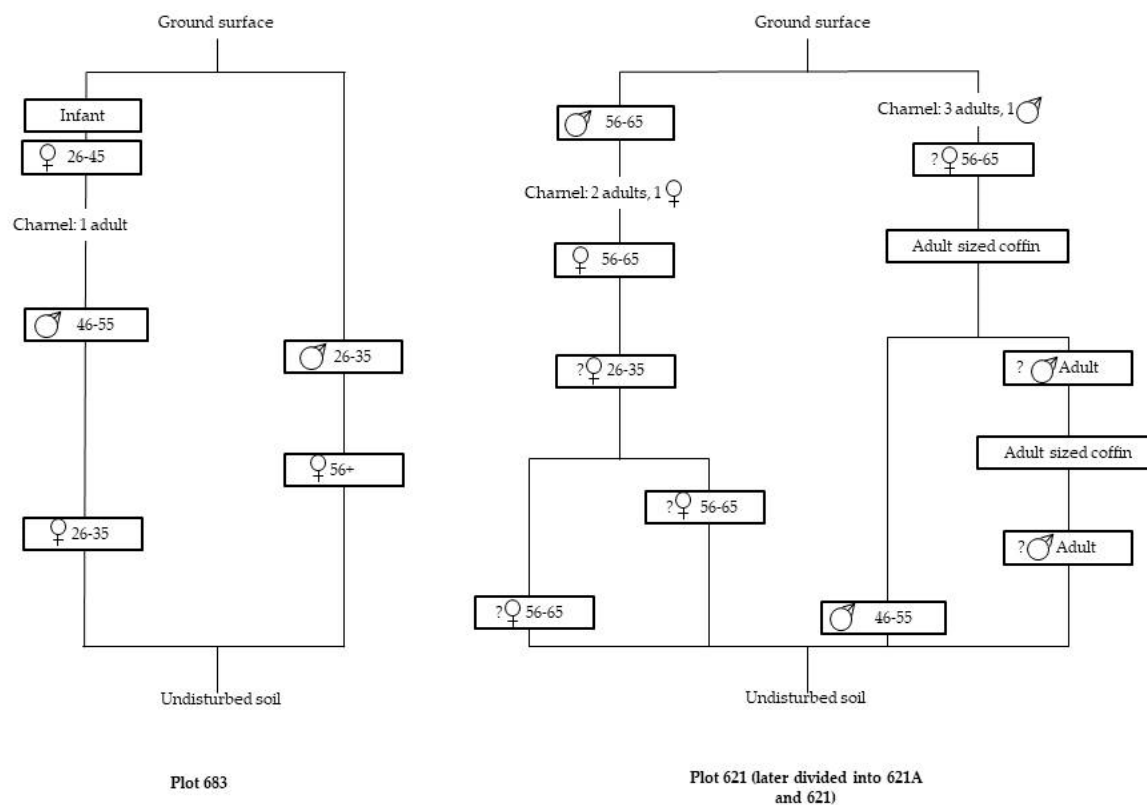 Ground surface
Infant
♀ 26-45
Charnel: 1 adult
♂ 46-55
♂ 26-35
♀ 56+
♀ 26-35
Undisturbed soil
Plot 683
Ground surface
♂ 56-65
Charnel: 2 adults, 1 ♀
♀ 56-65
?♀ 26-35
?♀ 56-65
?♀ 56-65
Charnel: 3 adults, 1 ♂
?♀ 56-65
Adult sized coffin
? ♂ Adult
Adult sized coffin
?♂ Adult
♂ 46-55
Undisturbed soil
Plot 621 (later divided into 621A
and 621)